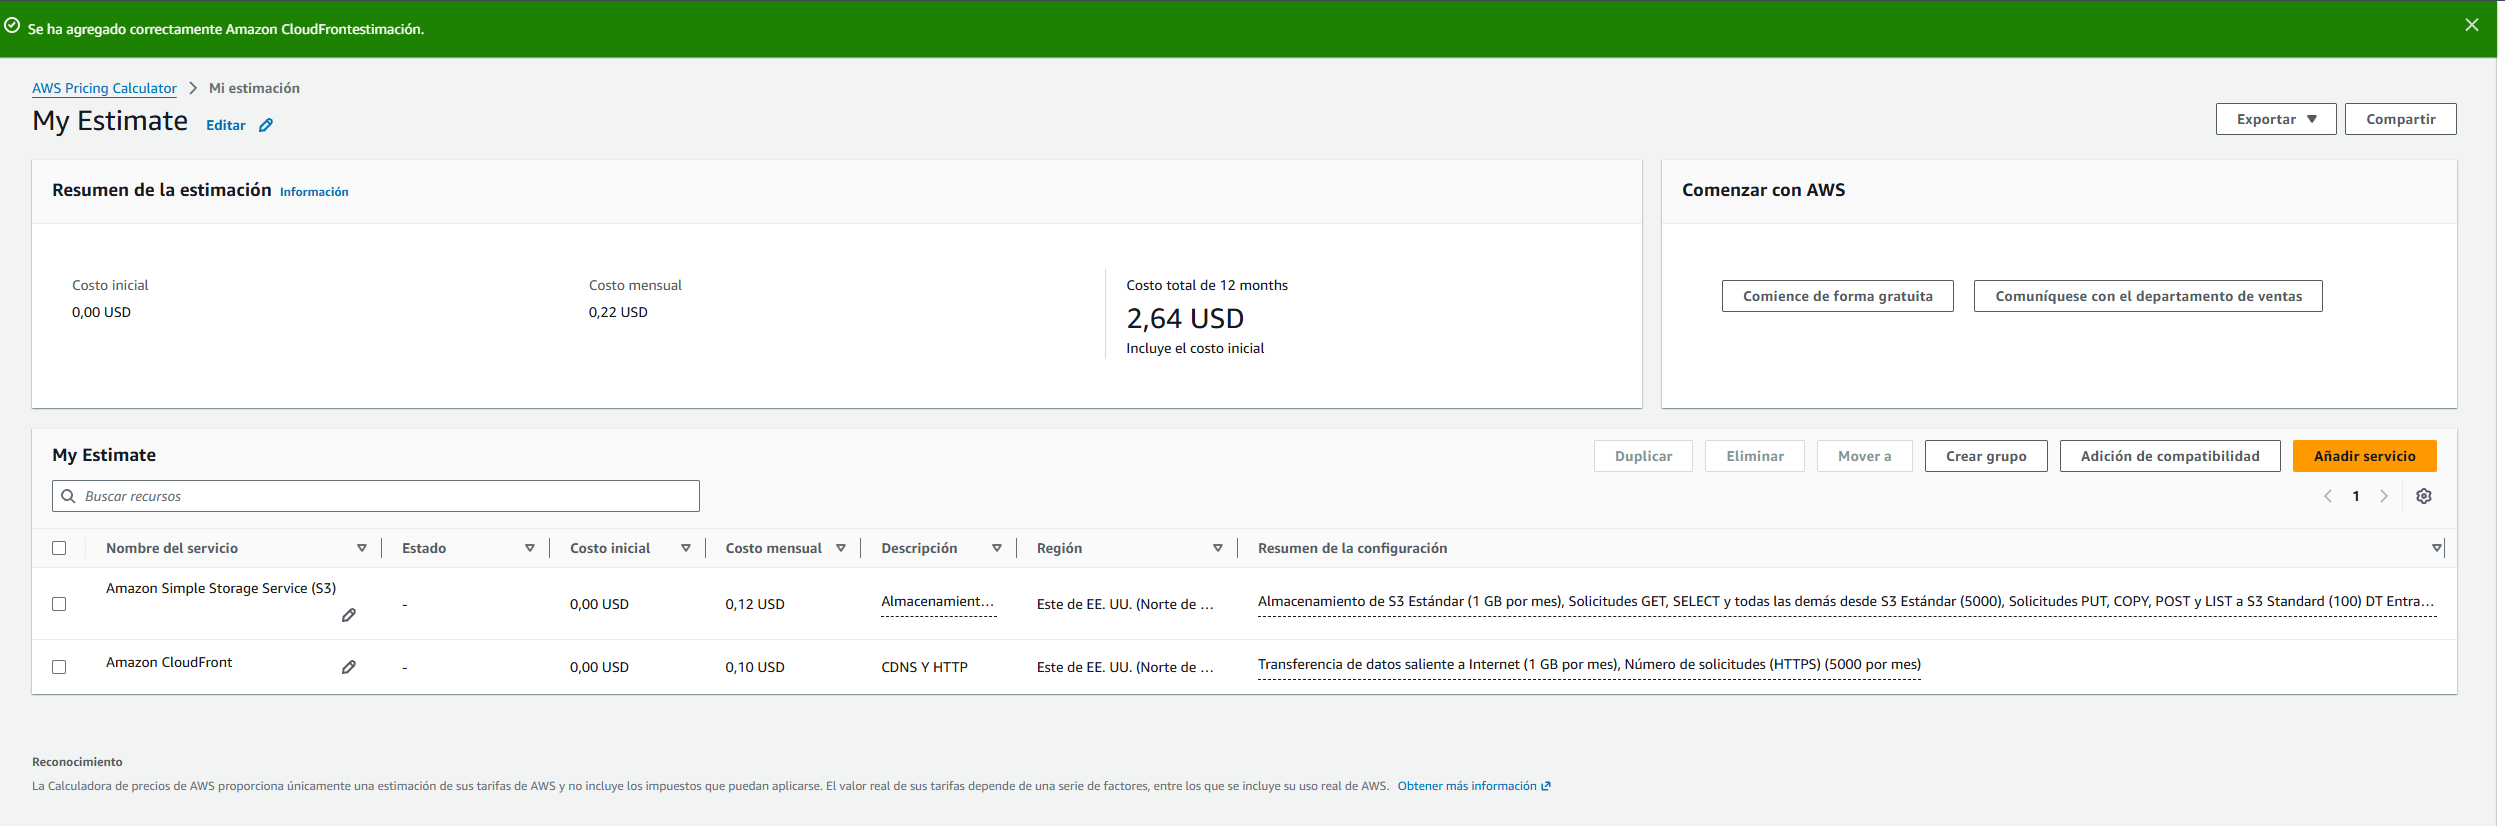 Se ha agregado correctamente Amazon CloudFrontestimación.
AWS Pricing Calculator > Mi estimación
My Estimate Editar
Exportar Compartir
Resumen de la estimación Información
Comenzar con AWS
Costo inicial
0,00 USD
Costo mensual
0,22 USD
Costo total de 12 months
2,64 USD
Incluye el costo inicial
Comience de forma gratuita Comuníquese con el departamento de ventas
My Estimate
Duplicar Eliminar Mover a Crear grupo Adición de compatibilidad Añadir servicio
Buscar recursos
1
Nombre del servicio Estado Costo inicial Costo mensual Descripción Región Resumen de la configuración
Amazon Simple Storage Service (S3) - 0,00 USD 0,12 USD Almacenamient... Este de EE. UU. (Norte de ... Almacenamiento de S3 Estándar (1 GB por mes), Solicitudes GET, SELECT y todas las demás desde S3 Estándar (5000), Solicitudes PUT, COPY, POST y LIST a S3 Standard (100) DT Entra...
Amazon CloudFront - 0,00 USD 0,10 USD CDNS Y HTTP Este de EE. UU. (Norte de ... Transferencia de datos saliente a Internet (1 GB por mes), Número de solicitudes (HTTPS) (5000 por mes)
Reconocimiento
La Calculadora de precios de AWS proporciona únicamente una estimación de sus tarifas de AWS y no incluye los impuestos que puedan aplicarse. El valor real de sus tarifas depende de una serie de factores, entre los que se incluye su uso real de AWS. Obtener más información